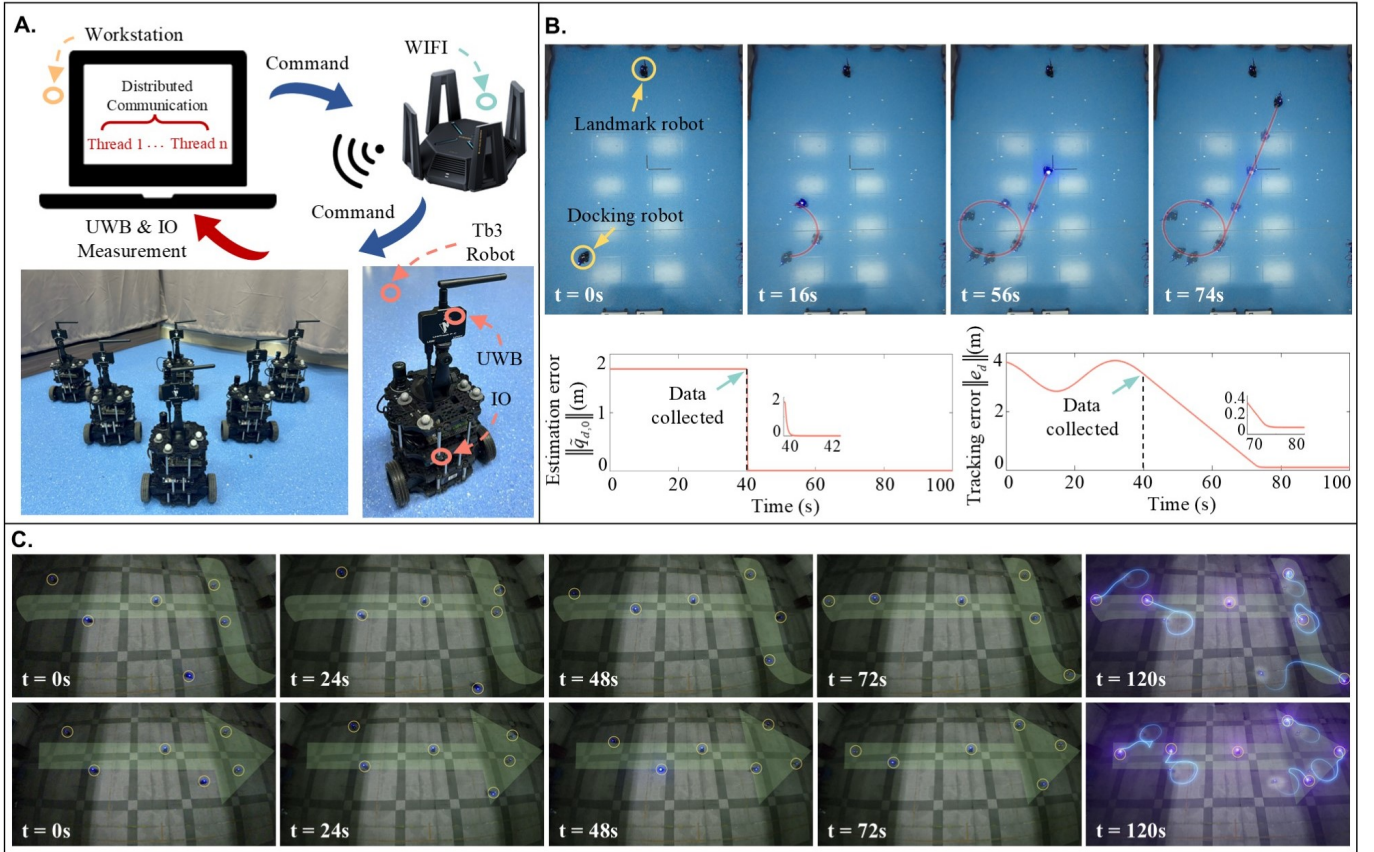 A.
Workstation
Distributed
Communication
Thread 1 ... Thread n
Command
WIFI
Command
UWB & IO
Measurement
Tb3
Robot
UWB
IO
B.
Landmark robot
Docking robot
t = 0s
t = 16s
t = 56s
t = 74s
Estimation error
‖q̃d,0‖(m)
2
1
0
Data
collected
2
0
40 42
0 20 40 60 80 100
Time (s)
Tracking error ‖ed‖(m)
4
2
0
Data
collected
0.4
0.2
0
70 80
0 20 40 60 80 100
Time (s)
C.
t = 0s
t = 24s
t = 48s
t = 72s
t = 120s
t = 0s
t = 24s
t = 48s
t = 72s
t = 120s